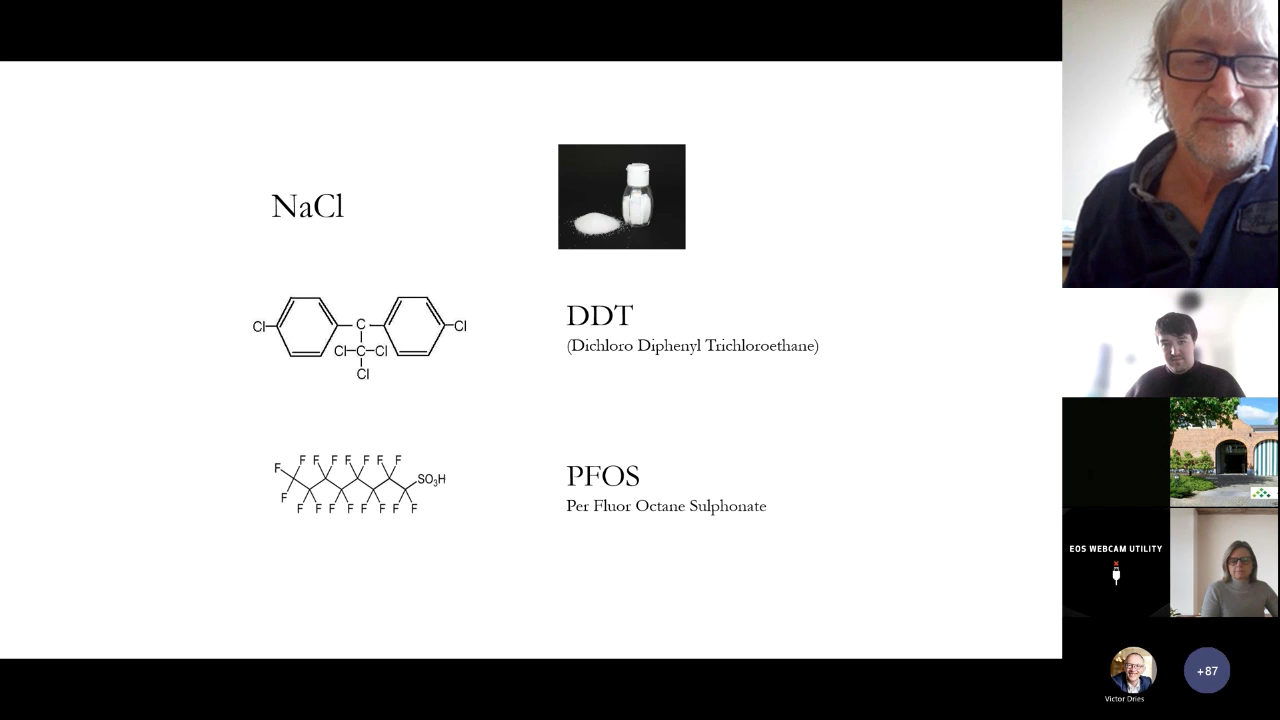 NaCl
Cl
C
Cl
Cl
C
Cl
Cl
DDT
(Dichloro Diphenyl Trichloroethane)
F
F
F
F
F
F
F
F
F
SO3H
F
F
F
F
F
F
F
F
PFOS
Per Fluor Octane Sulphonate
EOS WEBCAM UTILITY
Victor Dries
+87